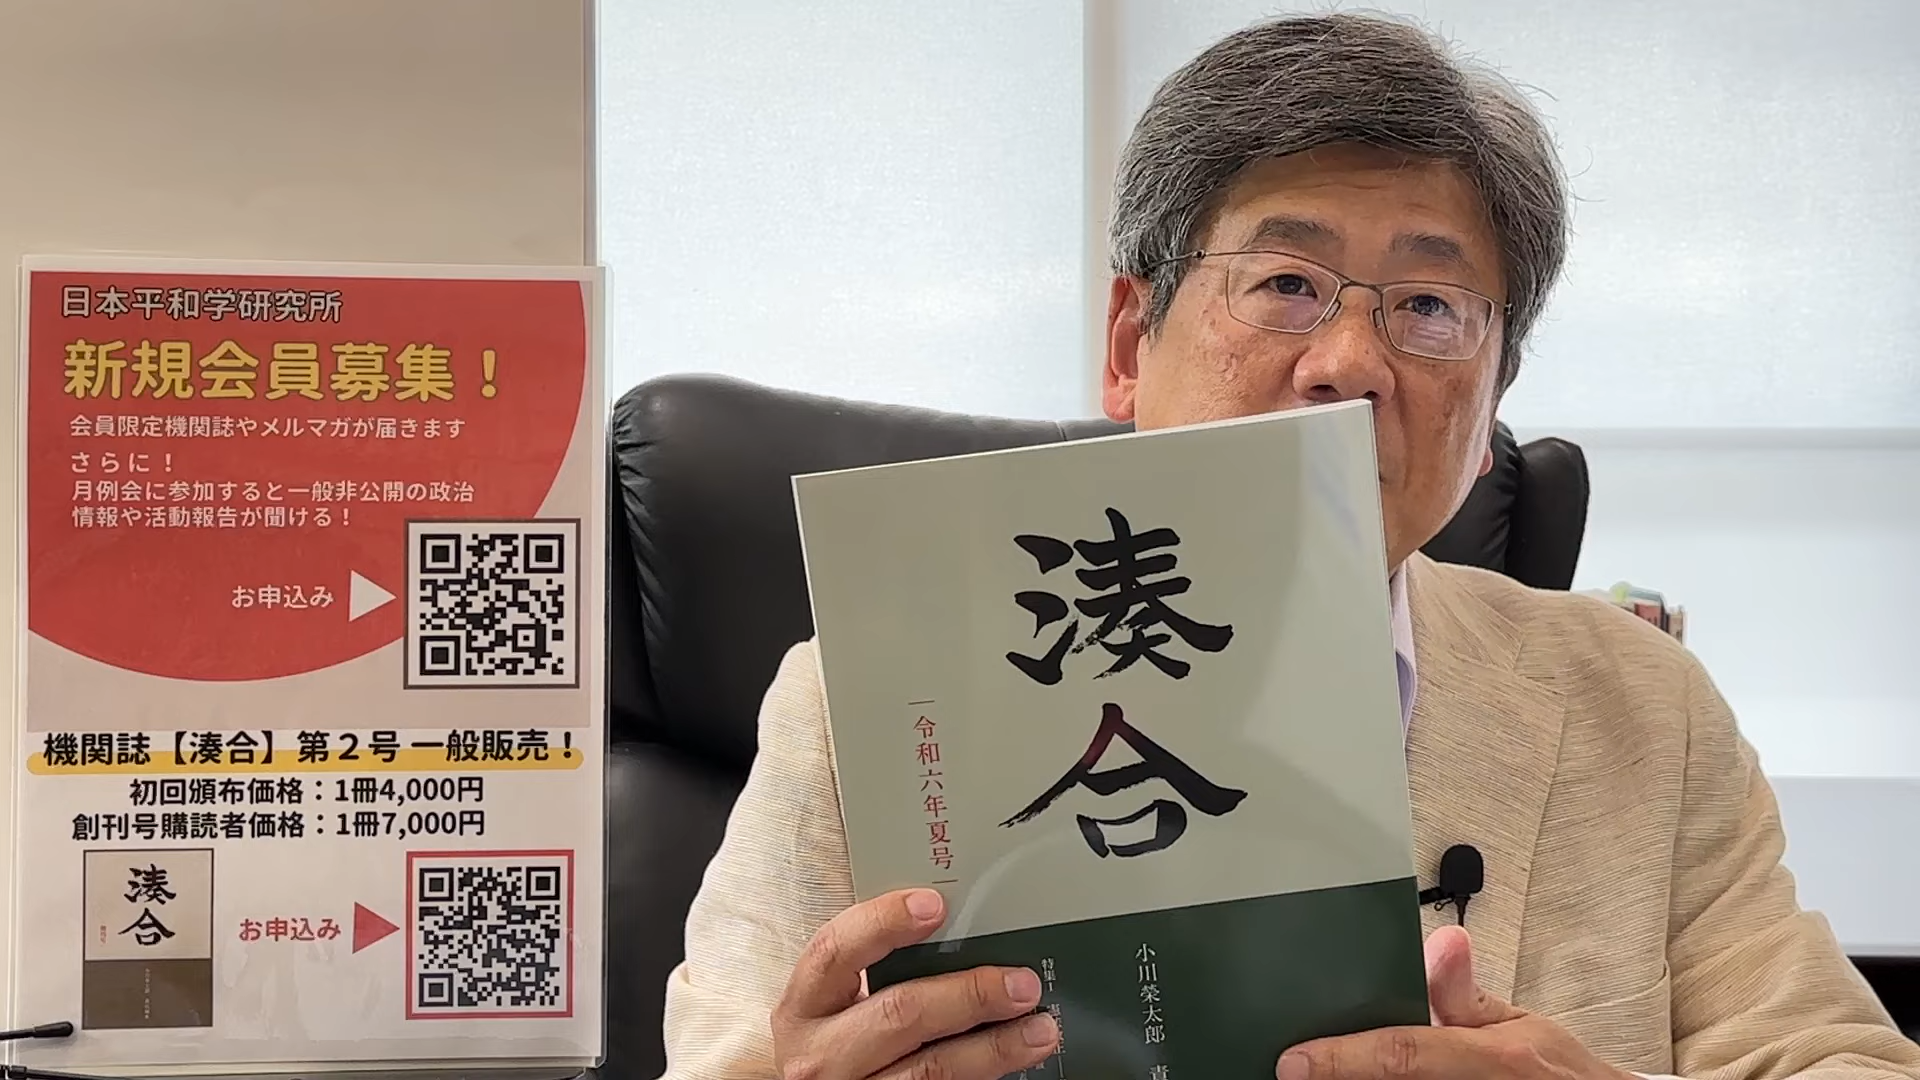 日本平和学研究所
新規会員募集！
会員限定機関誌やメルマガが届きます
さらに！
月例会に参加すると一般非公開の政治
情報や活動報告が聞ける！
お申込み
機関誌【湊合】第２号 一般販売！
初回頒布価格：1冊4,000円
創刊号購読者価格：1冊7,000円
湊合
お申込み
湊合
令和六年夏号
小川榮太郎 責
特集Ⅰ